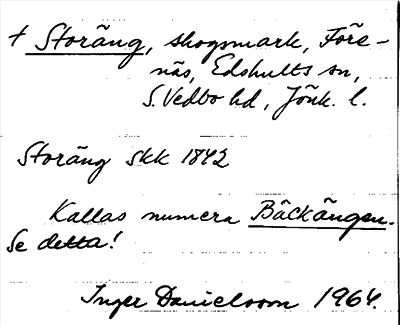 † Storäng, skogsmark, Före-
näs, Edshults sn,
S. Vedbo hd, Jönk. l.
Storäng skk 1842
Kallas numera Bäckängen.
Se detta!
Inger Danielsson 1964.